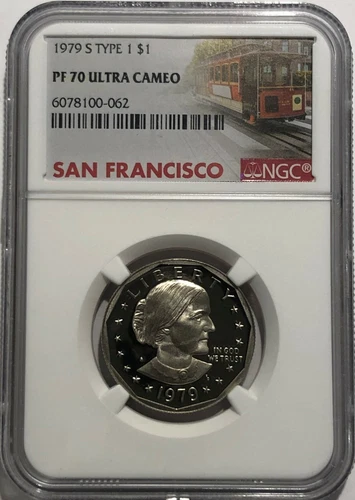 1979 S TYPE 1 $1
PF 70 ULTRA CAMEO
6078100-062
SAN FRANCISCO
NGC®
LIBERTY
IN GOD
WE TRUST
1979